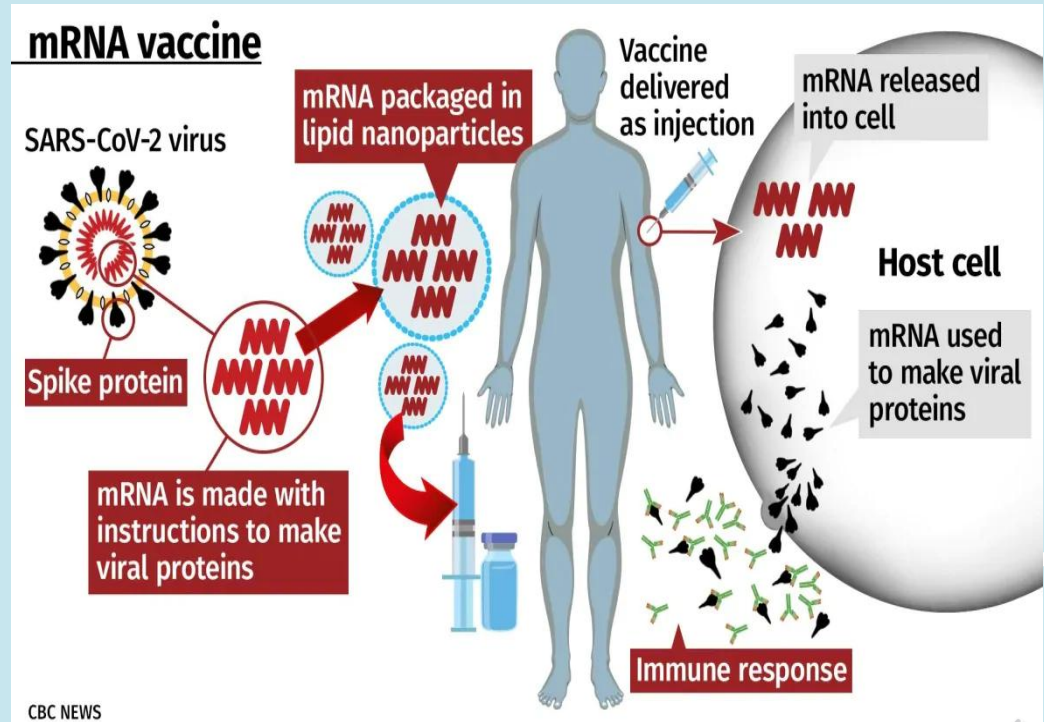 mRNA vaccine
SARS-CoV-2 virus
Spike protein
mRNA is made with
instructions to make
viral proteins
mRNA packaged in
lipid nanoparticles
Vaccine
delivered
as injection
mRNA released
into cell
Host cell
mRNA used
to make viral
proteins
Immune response
CBC NEWS